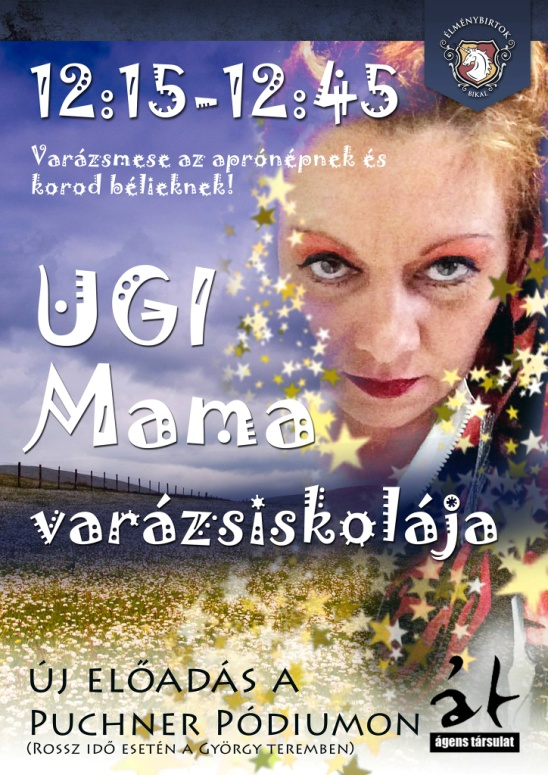 ÉLMÉNYBIRTOK
BIKAL
12:15-12:45
Varázsmese az aprónépnek és
korod bélieknek!
UGI
Mama
varázsiskolája
ÚJ ELŐADÁS A
PUCHNER PÓDIUMON
(ROSSZ IDŐ ESETÉN A GYÖRGY TEREMBEN)
át
ágens társulat